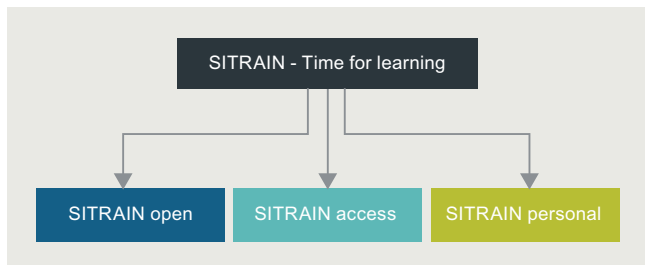 SITRAIN - Time for learning
SITRAIN open
SITRAIN access
SITRAIN personal